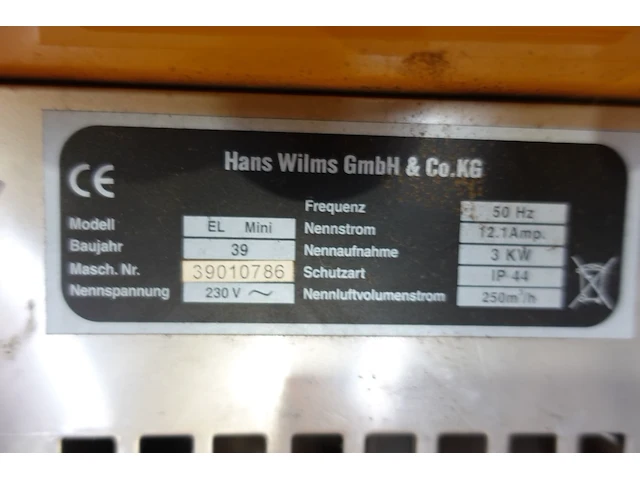 Hans Wilms GmbH & Co.KG
CE
Modell EL Mini
Baujahr 39
Masch. Nr. 39010786
Nennspannung 230 V ~
Frequenz 50 Hz
Nennstrom 12.1Amp.
Nennaufnahme 3 KW
Schutzart IP 44
Nennluftvolumenstrom 250m³/h